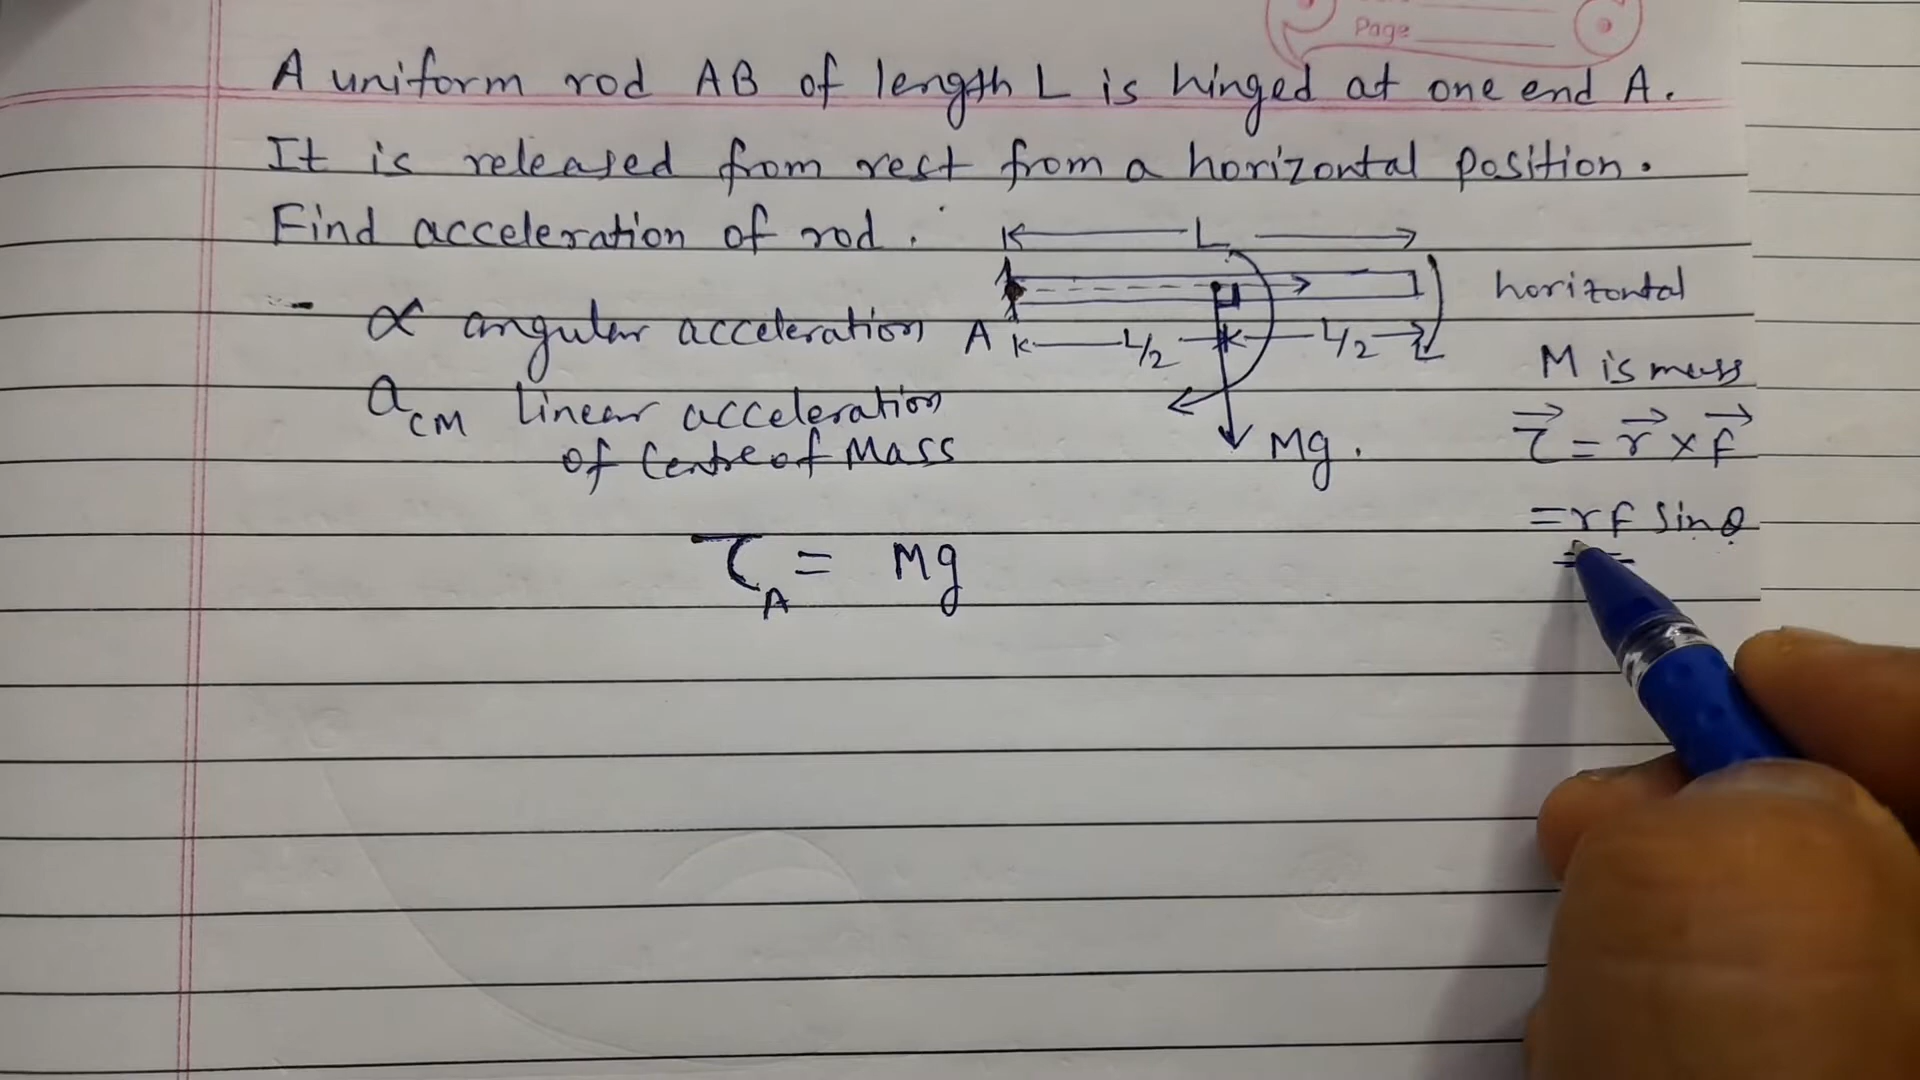 Page
A uniform rod AB of length L is hinged at one end A.
It is released from rest from a horizontal position.
Find acceleration of rod.
L
horizontal
∝ angular acceleration
A
L/2
L/2
M is mass
a_CM linear acceleration
of Centre of Mass
Mg.
τ⃗ = r⃗ × F⃗
= r F sin θ
τ_A = Mg